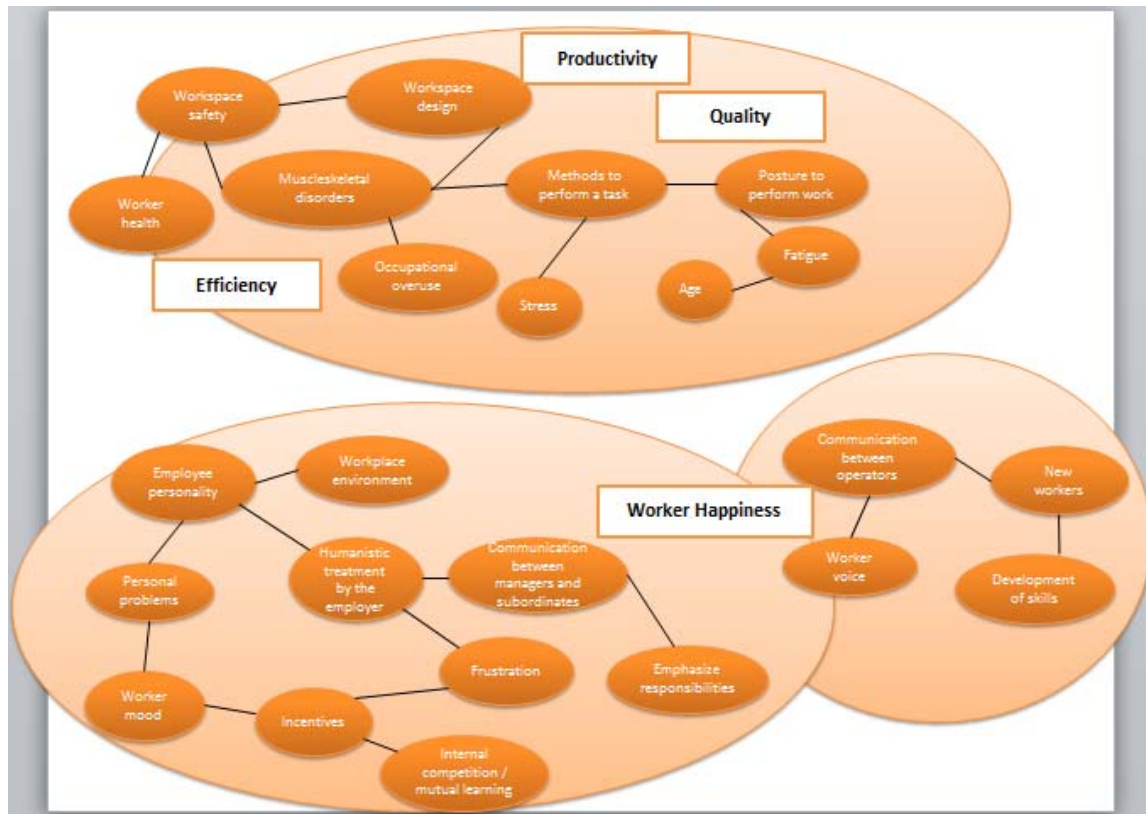 Productivity
Workspace
safety
Workspace
design
Quality
Muscleskeletal
disorders
Methods to
perform a task
Posture to
perform work
Worker
health
Efficiency
Occupational
overuse
Fatigue
Stress
Age
Employee
personality
Workplace
environment
Communication
between
operators
New
workers
Worker Happiness
Humanistic
treatment
by the
employer
Communication
between
managers and
subordinates
Worker
voice
Personal
problems
Development
of skills
Frustration
Emphasize
responsibilities
Worker
mood
Incentives
Internal
competition /
mutual learning